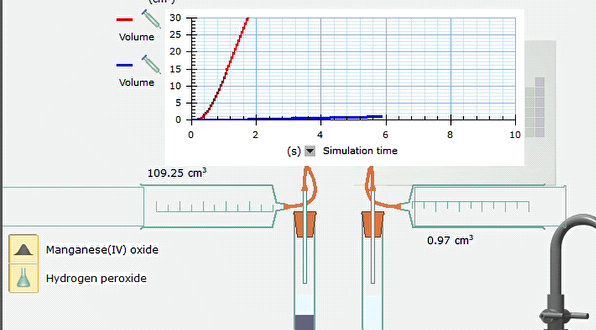 (cm³)
30
Volume
25
20
15
Volume
10
5
0
0 2 4 6 8 10
(s) Simulation time
109.25 cm³
0.97 cm³
Manganese(IV) oxide
Hydrogen peroxide